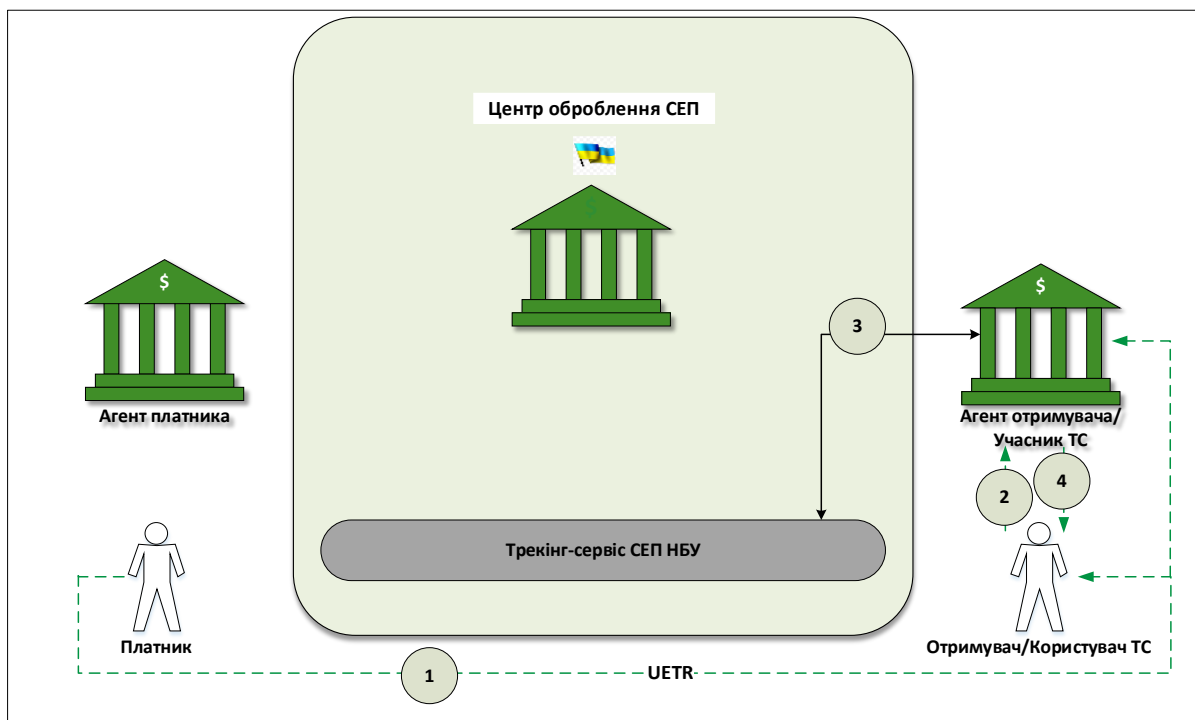 Центр оброблення СЕП
$
$
$
3
Агент платника
Агент отримувача/
Учасник ТС
2
4
Трекінг-сервіс СЕП НБУ
Платник
Отримувач/Користувач ТС
1
UETR